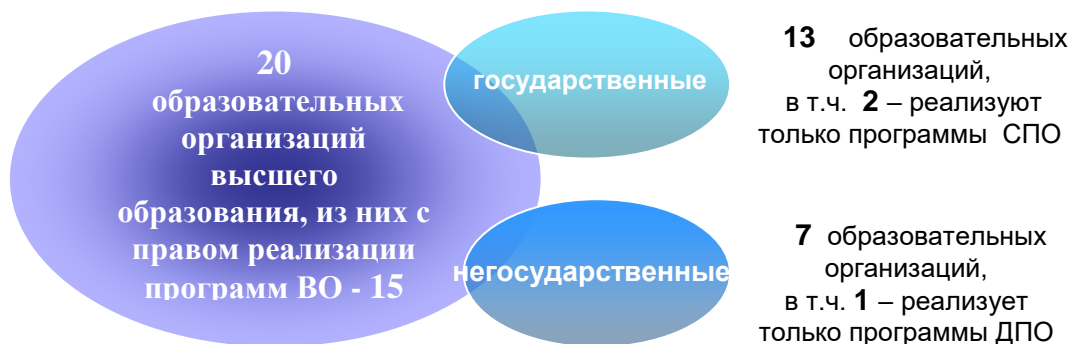 20
образовательных
организаций
высшего
образования, из них с
правом реализации
программ ВО - 15
государственные
13 образовательных
организаций,
в т.ч. 2 – реализуют
только программы СПО
негосударственные
7 образовательных
организаций,
в т.ч. 1 – реализует
только программы ДПО